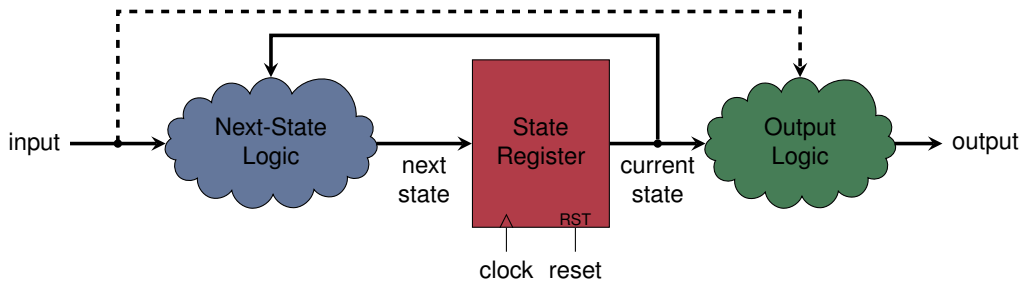 input
Next-State
Logic
next
state
State
Register
RST
clock
reset
current
state
Output
Logic
output